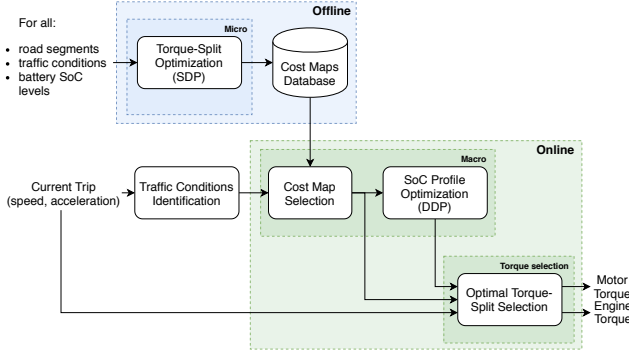 For all:
• road segments
• traffic conditions
• battery SoC
levels
Offline
Micro
Torque-Split
Optimization
(SDP)
Cost Maps
Database
Online
Macro
Current Trip
(speed, acceleration)
Traffic Conditions
Identification
Cost Map
Selection
SoC Profile
Optimization
(DDP)
Torque selection
Optimal Torque-
Split Selection
Motor
Torque
Engine
Torque